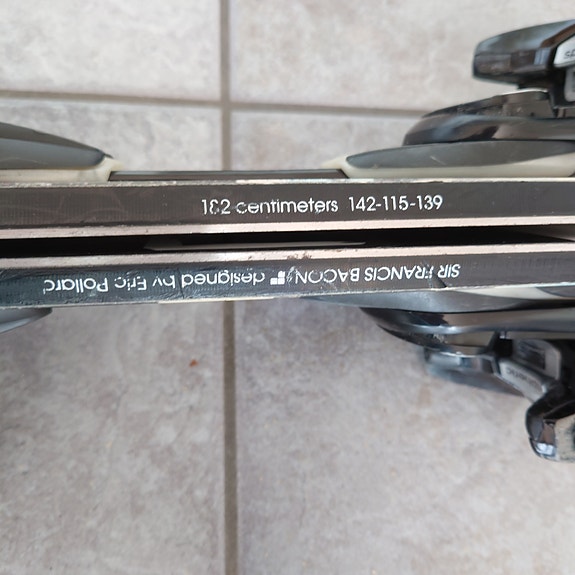 182 centimeters 142-115-139
SIR FRANCIS BACON designed by Eric Pollard